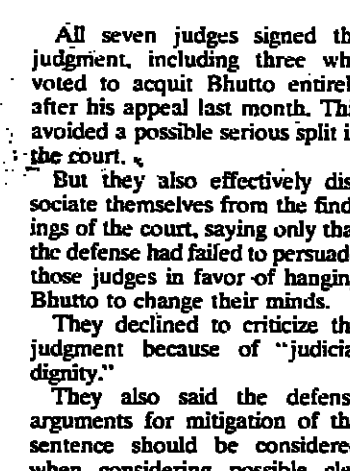 All seven judges signed th
judgment, including three wh
voted to acquit Bhutto entirel
after his appeal last month. Thi
avoided a possible serious split i
the court.
But they also effectively dis
sociate themselves from the find
ings of the court, saying only tha
the defense had failed to persuad
those judges in favor of hangin
Bhutto to change their minds.
They declined to criticize th
judgment because of "judicia
dignity."
They also said the defens
arguments for mitigation of th
sentence should be considere
when considering possible